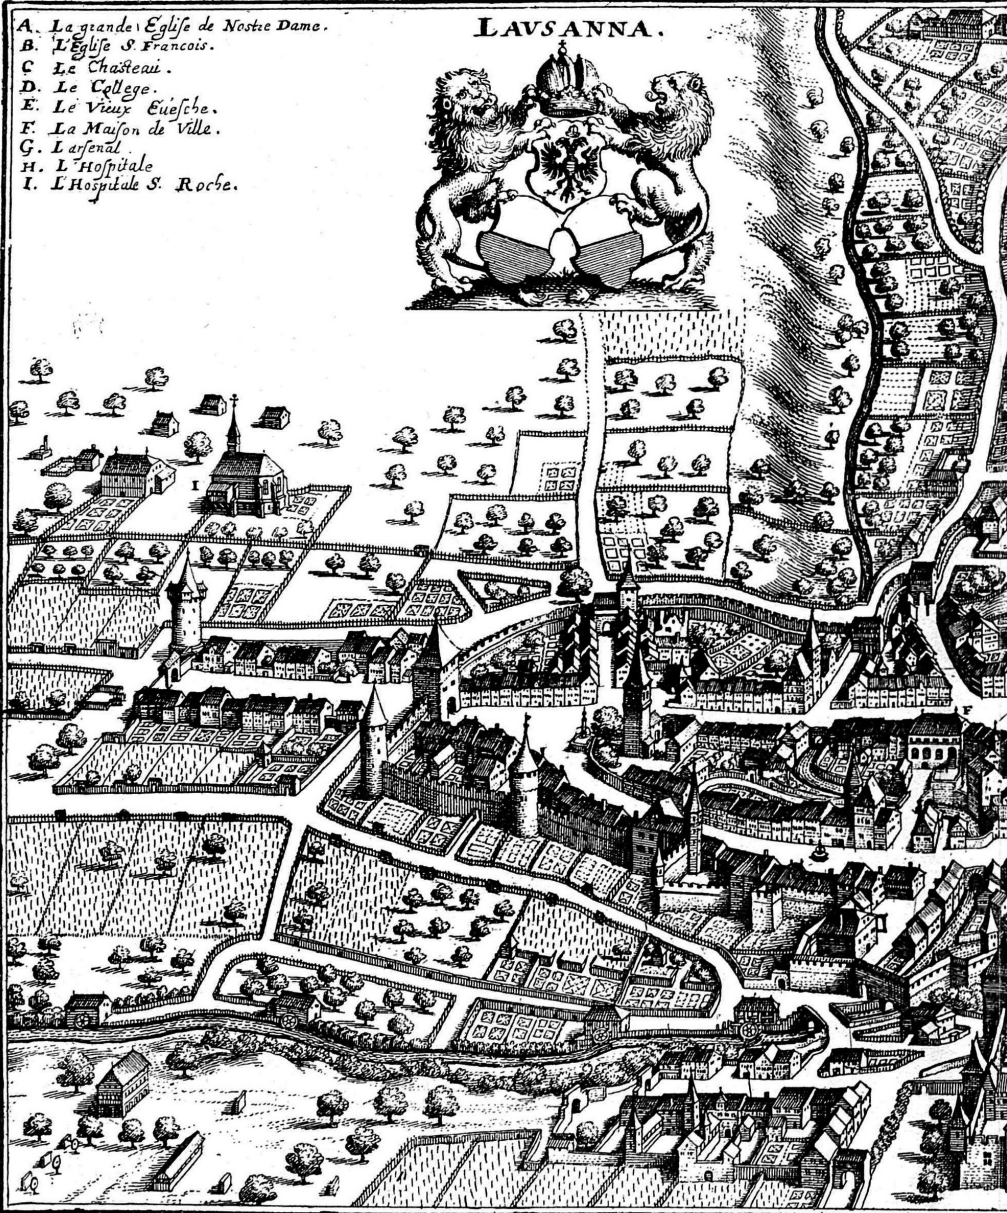 LAVSANNA.
A. La grande Eglise de Nostre Dame.
B. L'Eglise S. Francois.
C Le Chasteau.
D. Le College.
E. Le Vieux Euesche.
F. La Maison de Ville.
G. Larsenal.
H. L'Hospitale
I. L'Hospitale S. Roche.
I
F